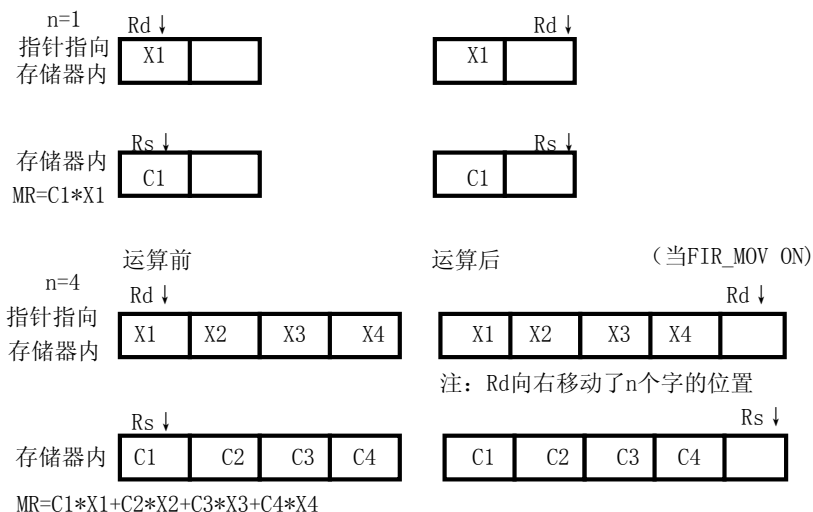 n=1
指针指向
存储器内
Rd↓
X1
Rd↓
X1
存储器内
Rs↓
C1
Rs↓
C1
MR=C1*X1
运算前
运算后
（当FIR_MOV ON)
n=4
指针指向
存储器内
Rd↓
X1 X2 X3 X4
Rd↓
X1 X2 X3 X4
注：Rd向右移动了n个字的位置
Rs↓
Rs↓
存储器内
C1 C2 C3 C4
C1 C2 C3 C4
MR=C1*X1+C2*X2+C3*X3+C4*X4